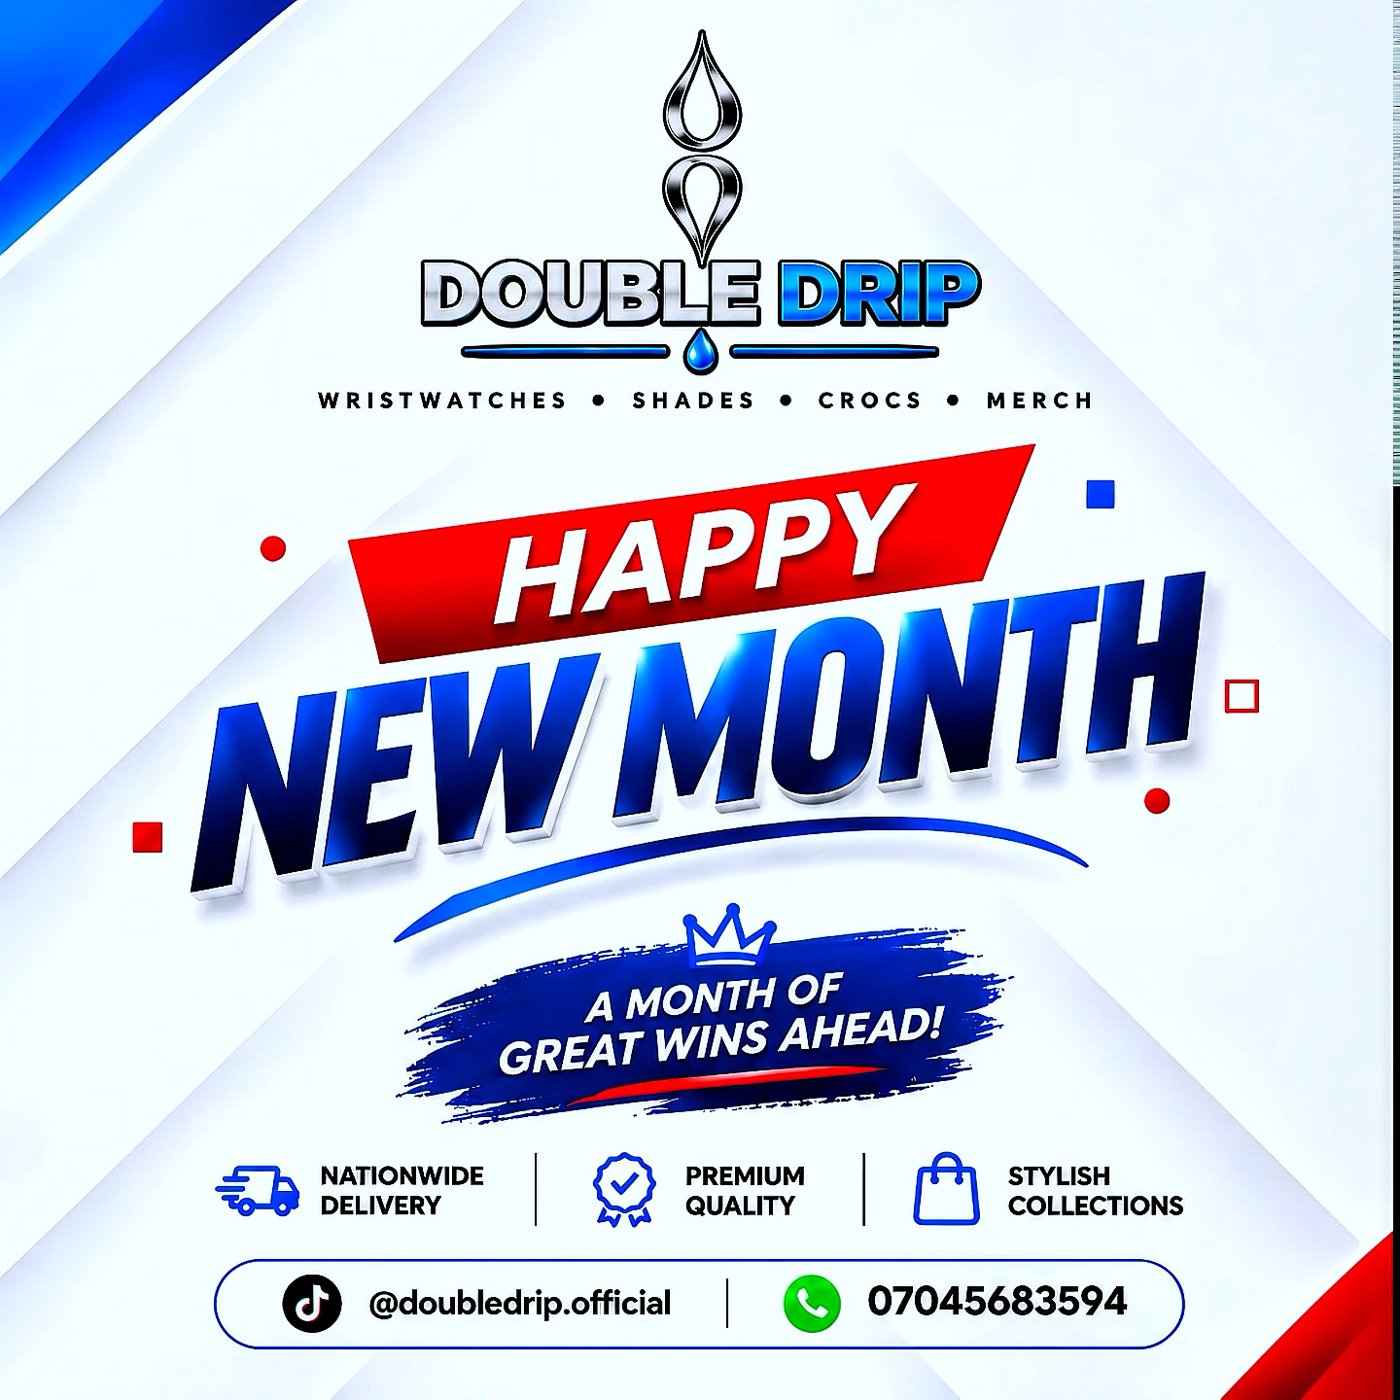 DOUBLE DRIP
WRISTWATCHES • SHADES • CROCS • MERCH
HAPPY
NEW MONTH
A MONTH OF
GREAT WINS AHEAD!
NATIONWIDE
DELIVERY
PREMIUM
QUALITY
STYLISH
COLLECTIONS
@doubledrip.official
07045683594